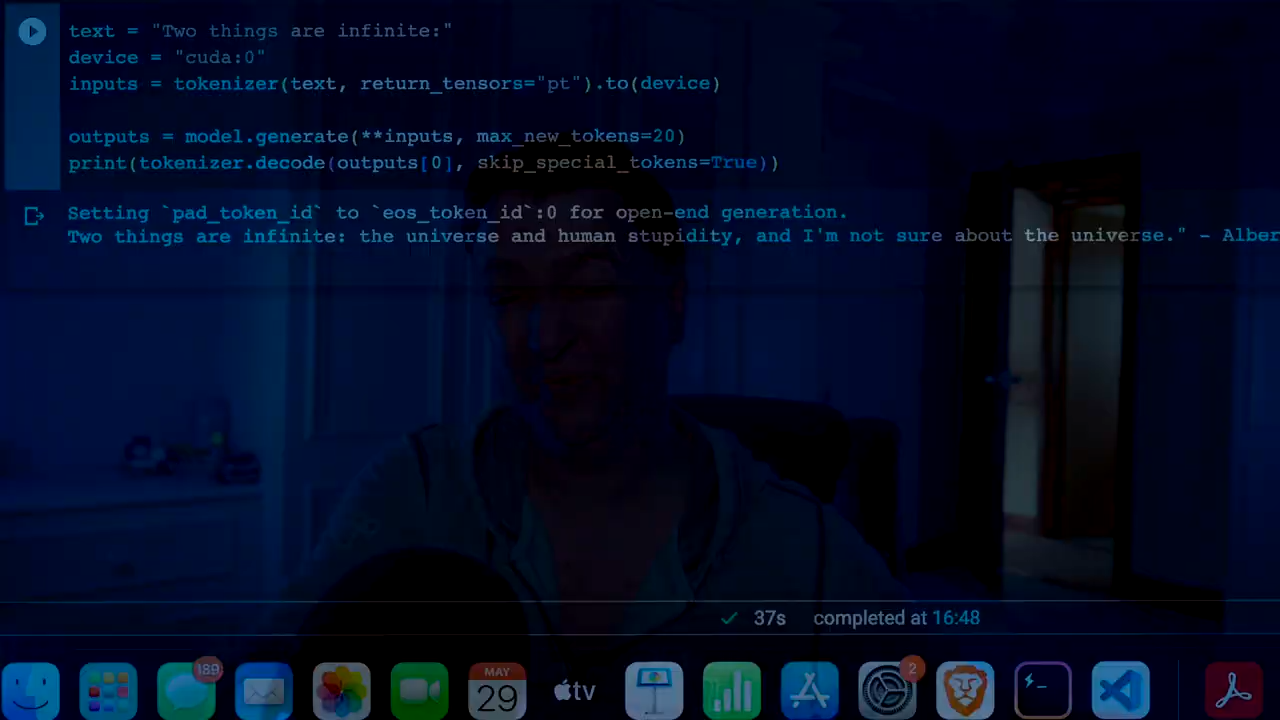 text = "Two things are infinite:"
device = "cuda:0"
inputs = tokenizer(text, return_tensors="pt").to(device)
outputs = model.generate(**inputs, max_new_tokens=20)
print(tokenizer.decode(outputs[0], skip_special_tokens=True))
Setting `pad_token_id` to `eos_token_id`:0 for open-end generation.
Two things are infinite: the universe and human stupidity, and I'm not sure about the universe." - Alber
37s completed at 16:48
189
MAY
29
tv
2